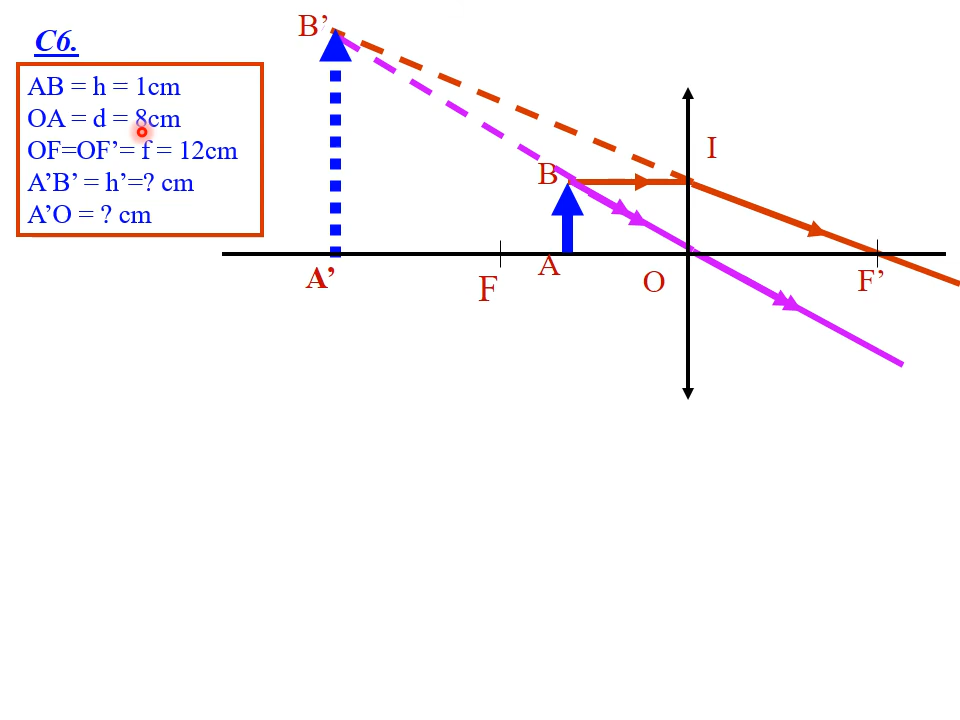 C6.
AB = h = 1cm
OA = d = 8cm
OF=OF’= f = 12cm
A’B’ = h’=? cm
A’O = ? cm
B’
I
B
A’
F
A
O
F’